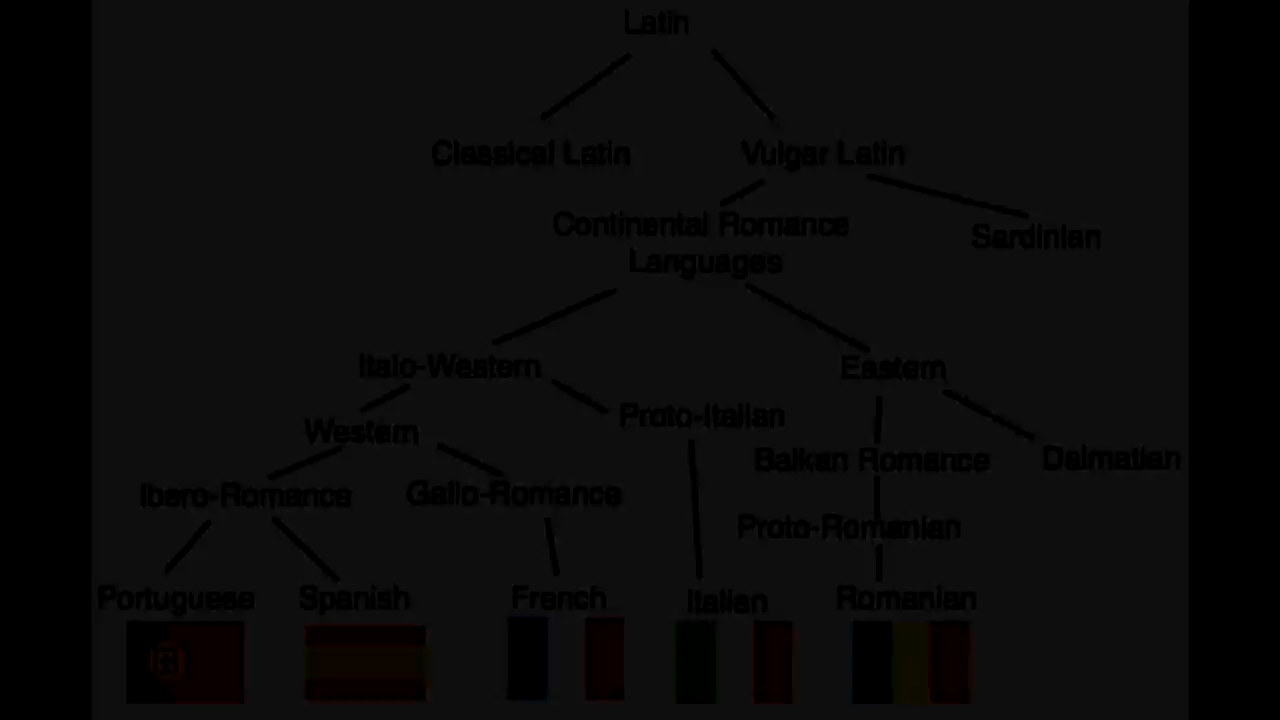 Latin
Classical Latin
Vulgar Latin
Continental Romance
Languages
Sardinian
Italo-Western
Eastern
Proto-Italian
Western
Balkan Romance
Dalmatian
Ibero-Romance
Gallo-Romance
Proto-Romanian
Portuguese
Spanish
French
Italian
Romanian